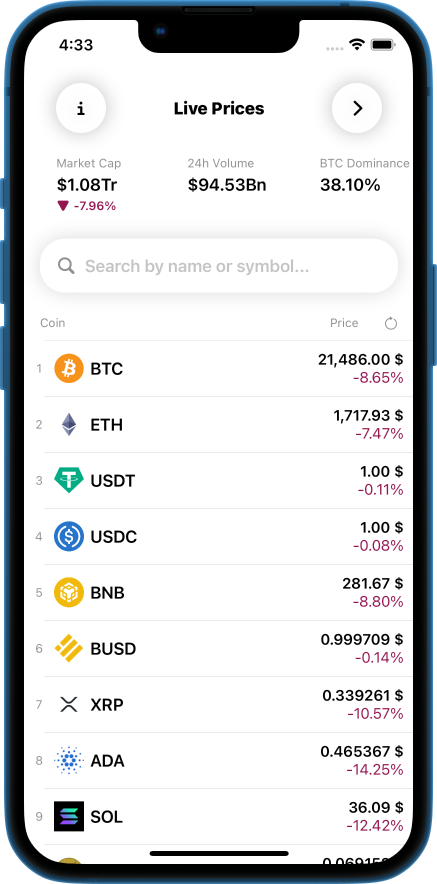 4:33
i
Live Prices
Market Cap 24h Volume BTC Dominance
$1.08Tr $94.53Bn 38.10%
-7.96%
Search by name or symbol...
Coin Price
1 BTC 21,486.00 $
-8.65%
2 ETH 1,717.93 $
-7.47%
3 USDT 1.00 $
-0.11%
4 USDC 1.00 $
-0.08%
5 BNB 281.67 $
-8.80%
6 BUSD 0.999709 $
-0.14%
7 XRP 0.339261 $
-10.57%
8 ADA 0.465367 $
-14.25%
9 SOL 36.09 $
-12.42%